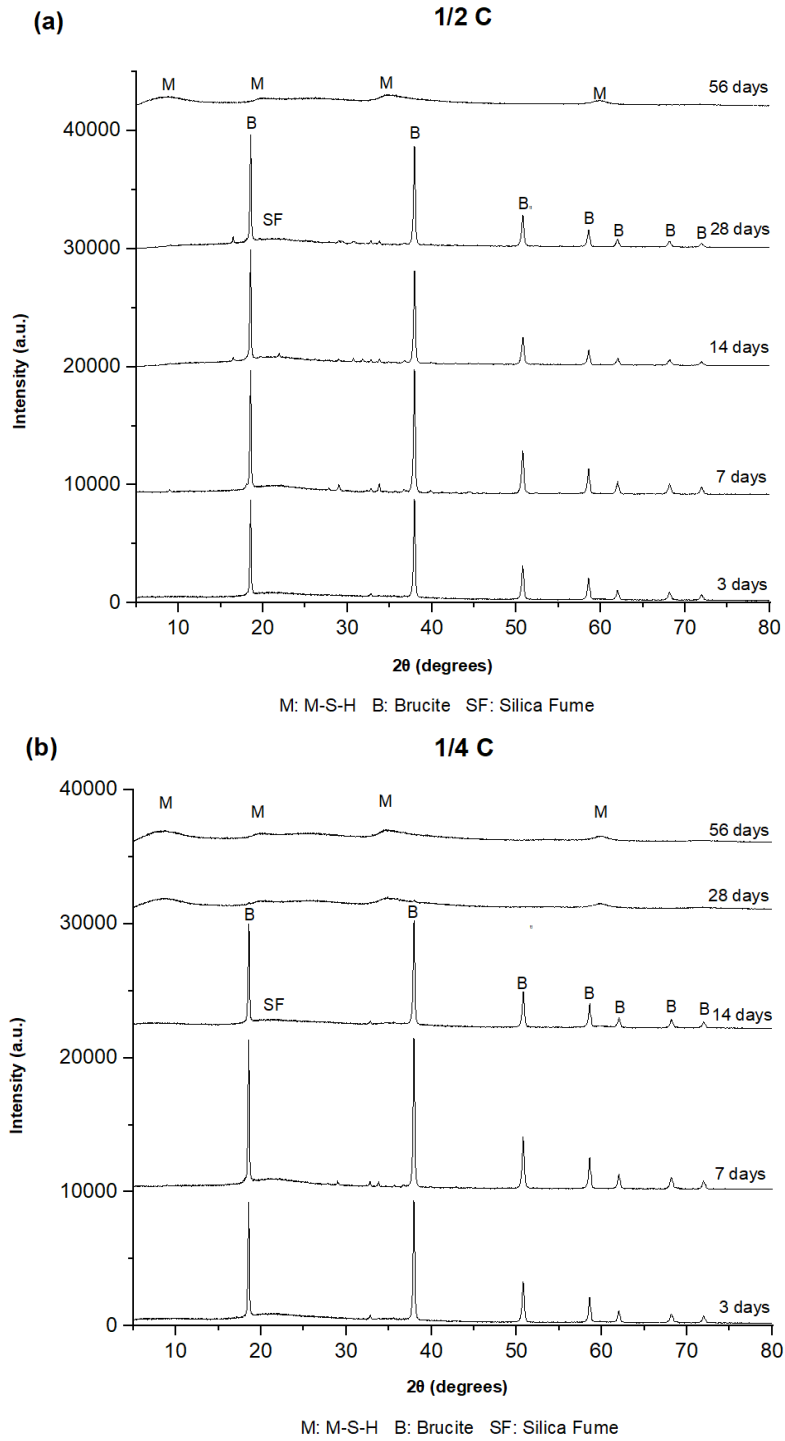 (a)
1/2 C
M M M M 56 days
40000
B B
SF B B B B B 28 days
30000
14 days
20000
7 days
10000
3 days
0
10 20 30 40 50 60 70 80
Intensity (a.u.)
2θ (degrees)
M: M-S-H B: Brucite SF: Silica Fume
(b)
1/4 C
40000
M M M M
56 days
28 days
30000
B B
SF B B B B B
14 days
20000
7 days
10000
3 days
0
10 20 30 40 50 60 70 80
Intensity (a.u.)
2θ (degrees)
M: M-S-H B: Brucite SF: Silica Fume